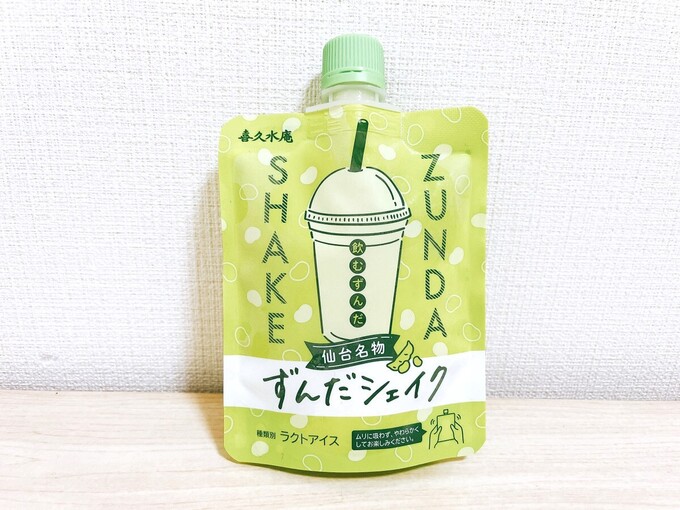 喜久水庵
SHAKE
ZUNDA
飲むずんだ
仙台名物
ずんだシェイク
種類別 ラクトアイス
ムリに吸わず、やわらかく
してお楽しみください。